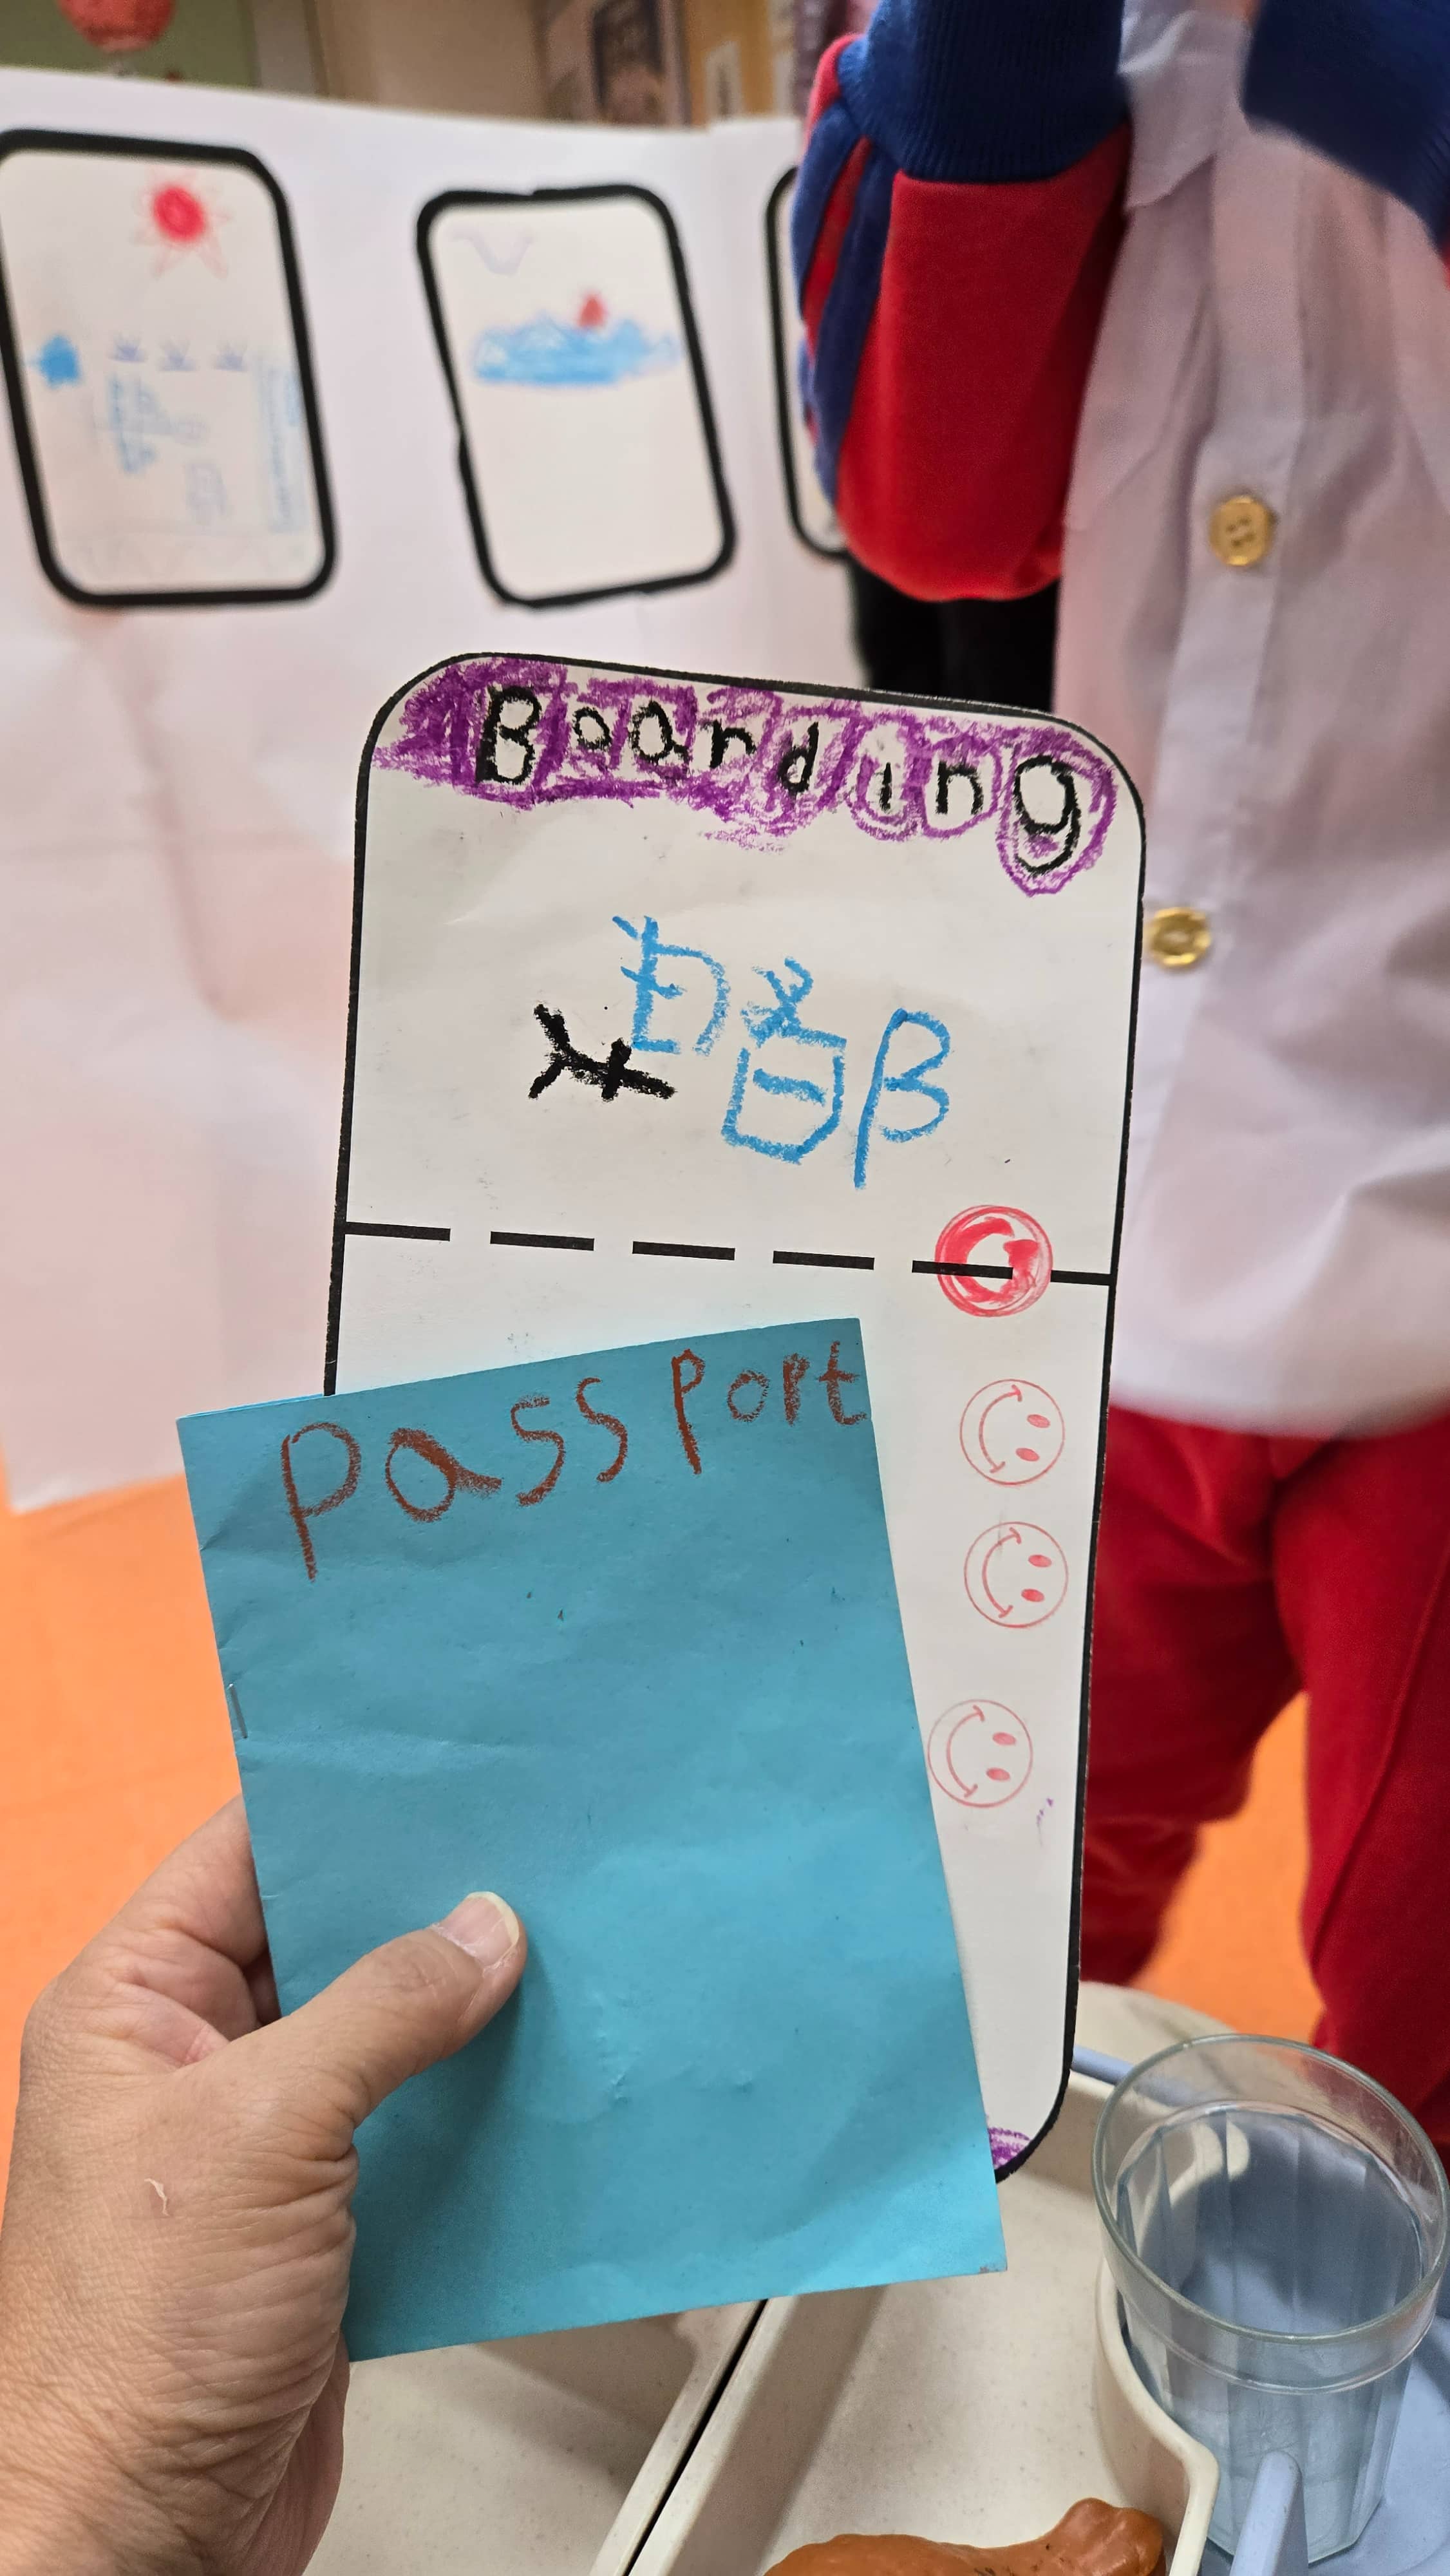 Boarding
都
passport